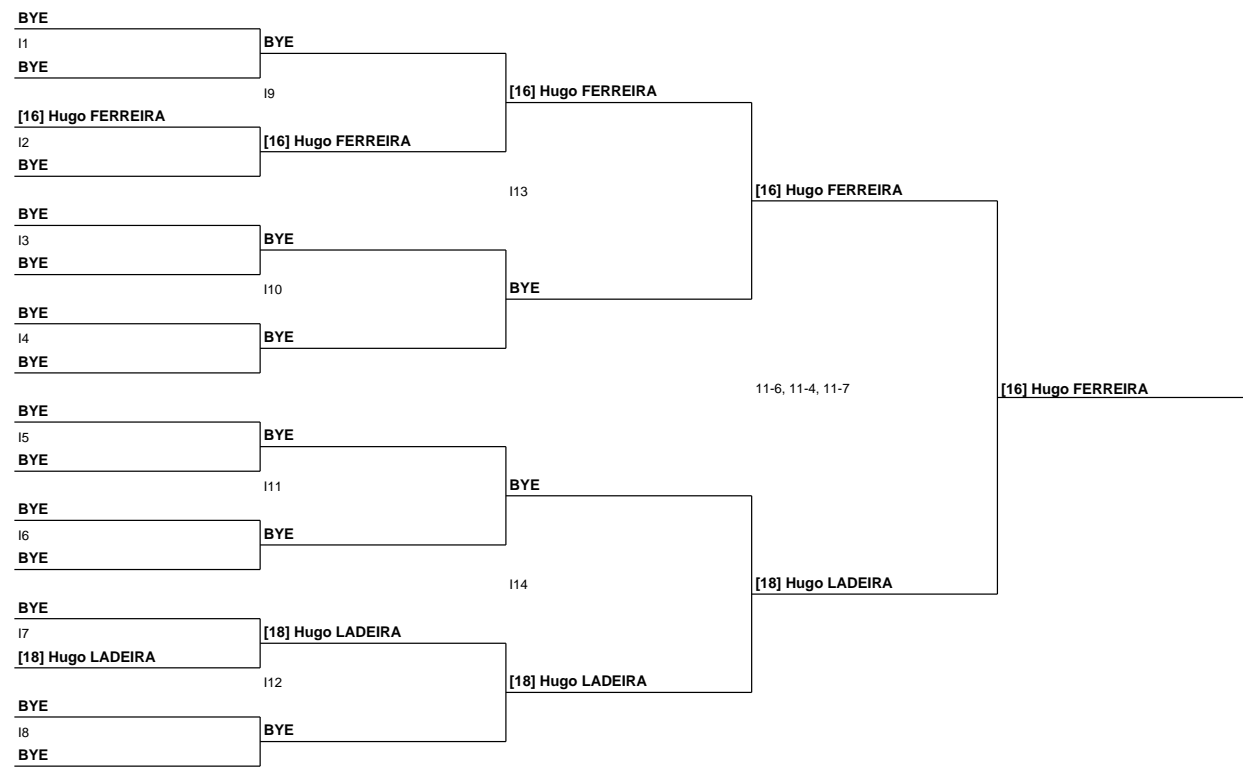 BYE
I1
BYE
BYE
I9
[16] Hugo FERREIRA
[16] Hugo FERREIRA
I2
[16] Hugo FERREIRA
BYE
I13
[16] Hugo FERREIRA
BYE
I3
BYE
BYE
I10
BYE
BYE
I4
BYE
BYE
11-6, 11-4, 11-7
[16] Hugo FERREIRA
BYE
I5
BYE
BYE
I11
BYE
BYE
I6
BYE
BYE
I14
[18] Hugo LADEIRA
BYE
I7
[18] Hugo LADEIRA
[18] Hugo LADEIRA
I12
[18] Hugo LADEIRA
BYE
I8
BYE
BYE